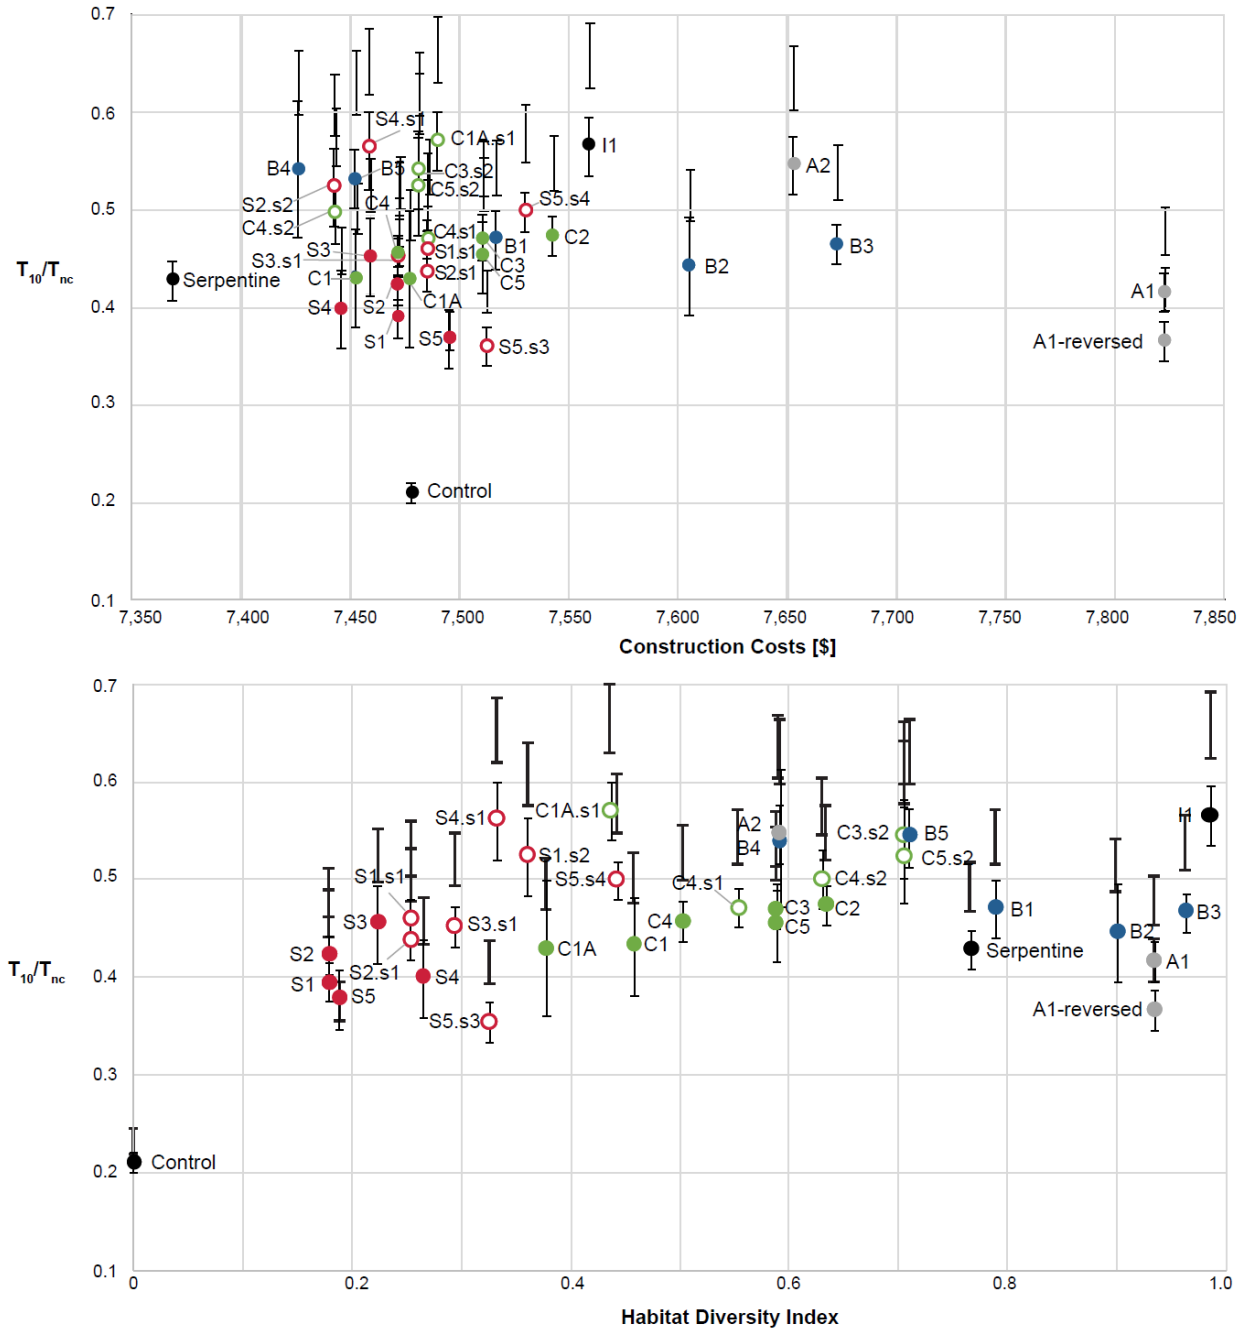 0.7
0.6
S4.s1
C1A.s1
I1
B4
B5
C3.s2
A2
S2.s2
C4
C5.s2
S5.s4
0.5
C4.s2
C4.s1
B1
C2
S3
S1.s1
C3
B3
T10/Tnc
S3.s1
S2.s1
C5
B2
Serpentine
C1
A1
0.4
S4
S2
C1A
S1
S5
S5.s3
A1-reversed
0.3
Control
0.2
0.1
7,350 7,400 7,450 7,500 7,550 7,600 7,650 7,700 7,750 7,800 7,850
Construction Costs [$]
0.7
0.6
S4.s1
C1A.s1
A2
C3.s2
B5
I1
B4
S1.s2
C5.s2
0.5
S1.s1
S5.s4
C4.s1
C4.s2
S3
S3.s1
C4
C3
C2
B1
B3
C5
B2
S2
S2.s1
C1A
C1
Serpentine
A1
T10/Tnc
0.4
S1
S5
S4
S5.s3
A1-reversed
0.3
Control
0.2
0.1
0 0.2 0.4 0.6 0.8 1.0
Habitat Diversity Index